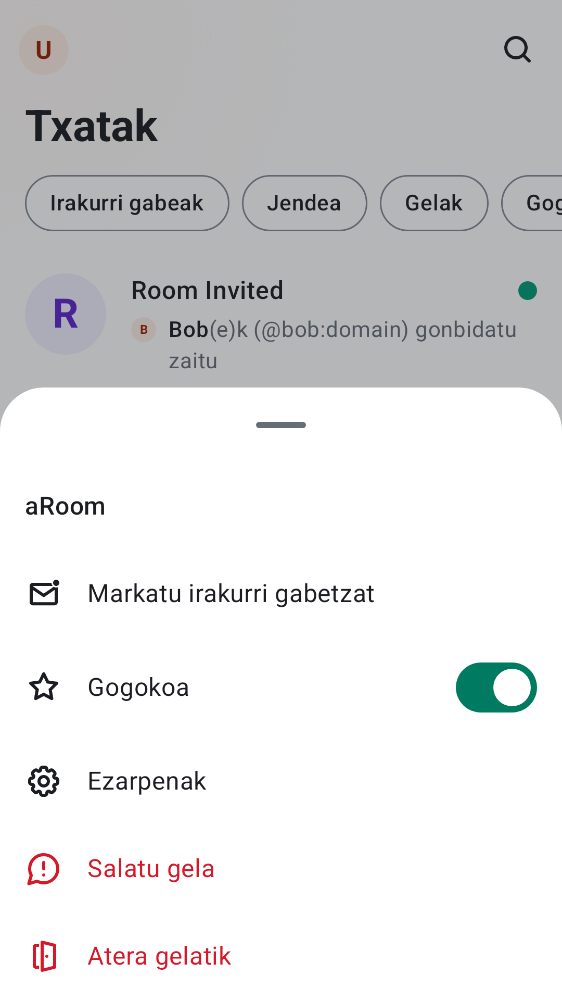 U
Txatak
Irakurri gabeak
Jendea
Gelak
Gog
R
Room Invited
B
Bob(e)k (@bob:domain) gonbidatu
zaitu
aRoom
Markatu irakurri gabetzat
Gogokoa
Ezarpenak
Salatu gela
Atera gelatik